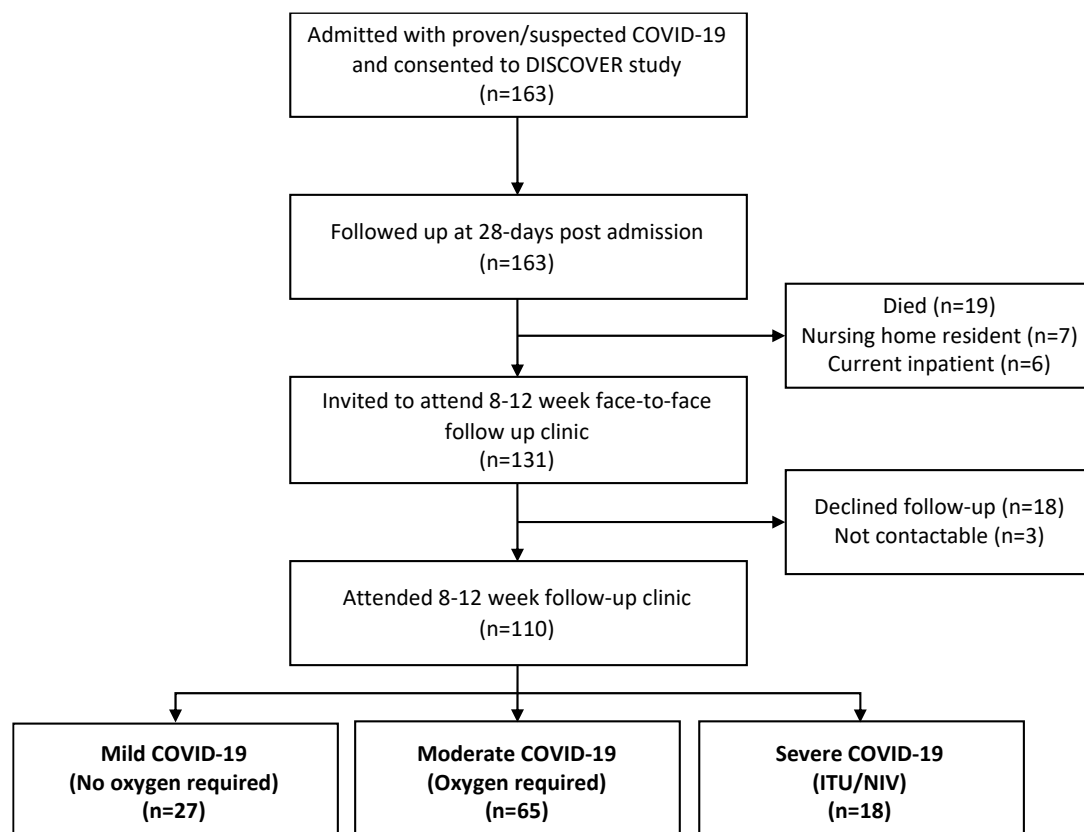 Admitted with proven/suspected COVID-19
and consented to DISCOVER study
(n=163)
Followed up at 28-days post admission
(n=163)
Died (n=19)
Nursing home resident (n=7)
Current inpatient (n=6)
Invited to attend 8-12 week face-to-face
follow up clinic
(n=131)
Declined follow-up (n=18)
Not contactable (n=3)
Attended 8-12 week follow-up clinic
(n=110)
Mild COVID-19
(No oxygen required)
(n=27)
Moderate COVID-19
(Oxygen required)
(n=65)
Severe COVID-19
(ITU/NIV)
(n=18)